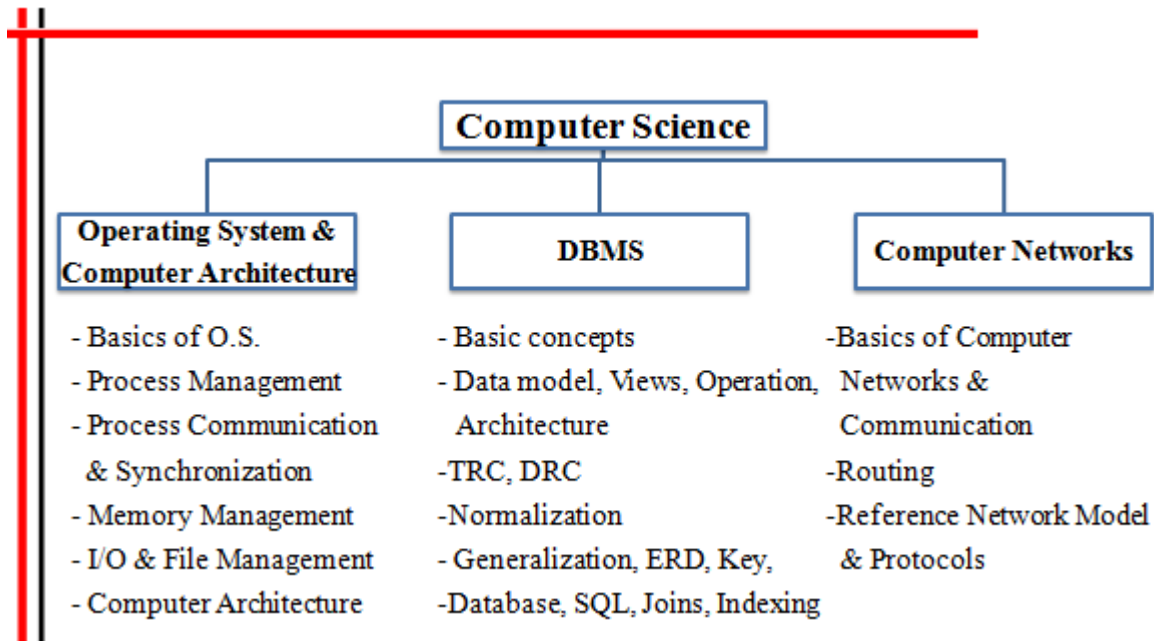 Computer Science
Operating System &
Computer Architecture
- Basics of O.S.
- Process Management
- Process Communication
& Synchronization
- Memory Management
- I/O & File Management
- Computer Architecture
DBMS
- Basic concepts
- Data model, Views, Operation,
Architecture
-TRC, DRC
-Normalization
- Generalization, ERD, Key,
-Database, SQL, Joins, Indexing
Computer Networks
-Basics of Computer
Networks &
Communication
-Routing
-Reference Network Model
& Protocols